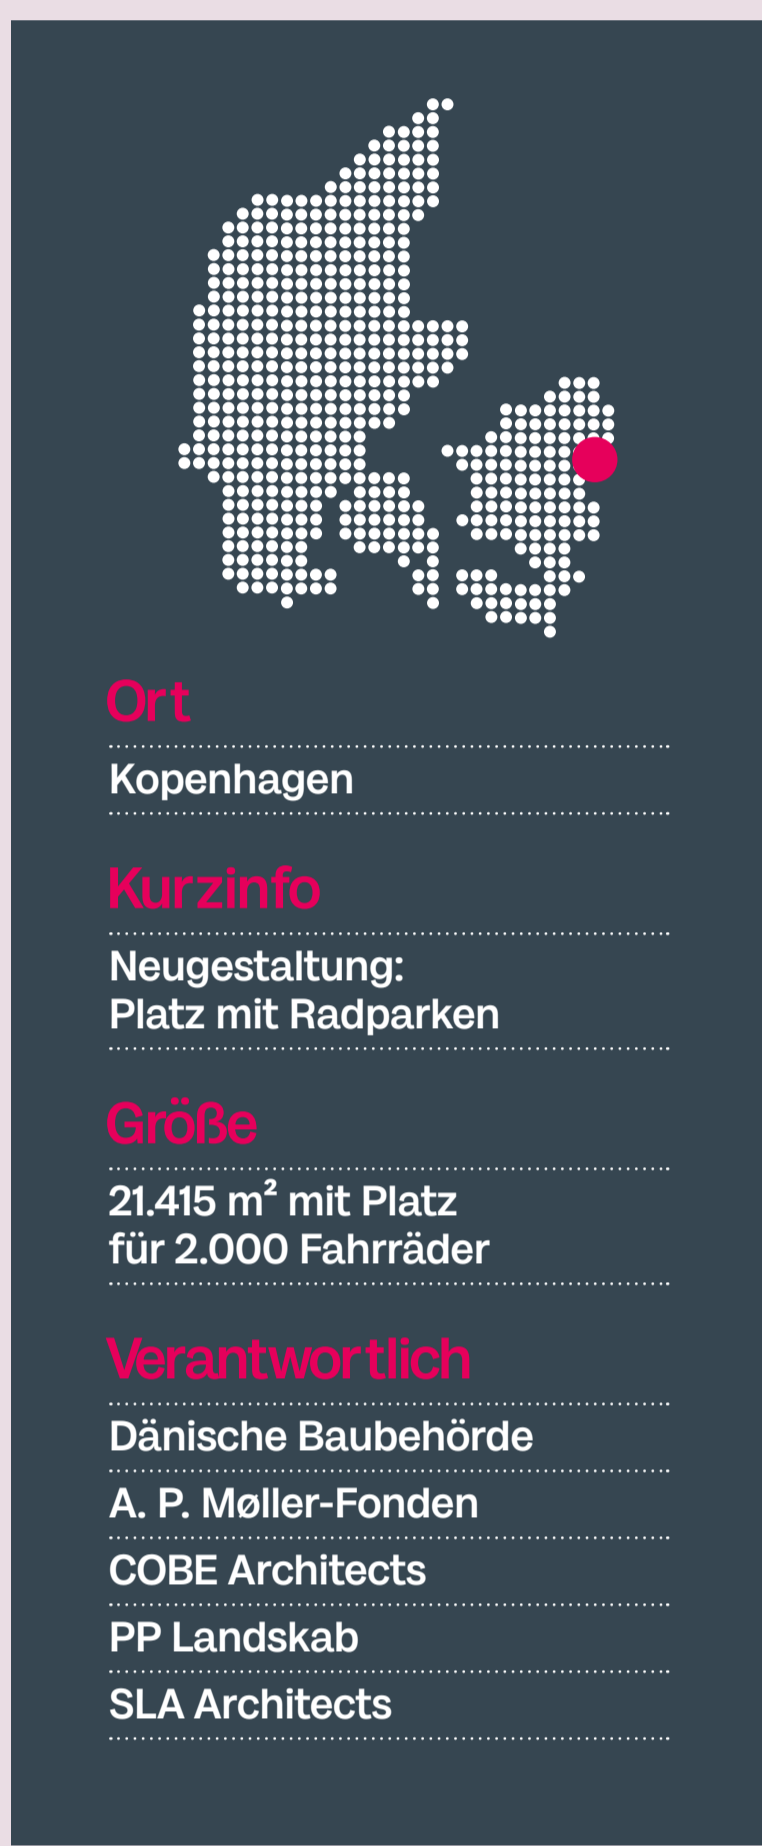 Ort
Kopenhagen
Kurzinfo
Neugestaltung:
Platz mit Radparken
Größe
21.415 m² mit Platz
für 2.000 Fahrräder
Verantwortlich
Dänische Baubehörde
A. P. Møller-Fonden
COBE Architects
PP Landskab
SLA Architects